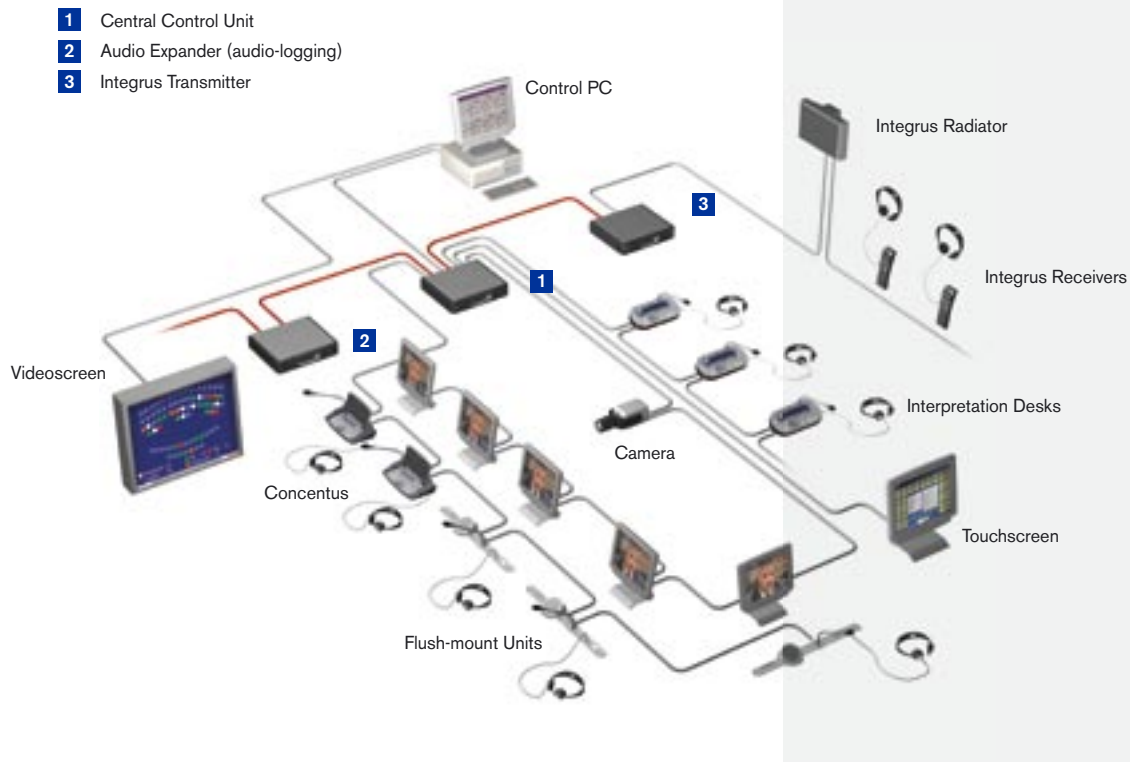 1 Central Control Unit
2 Audio Expander (audio-logging)
3 Integrus Transmitter
Control PC
Integrus Radiator
3
Integrus Receivers
1
2
Videoscreen
Interpretation Desks
Camera
Concentus
Touchscreen
Flush-mount Units